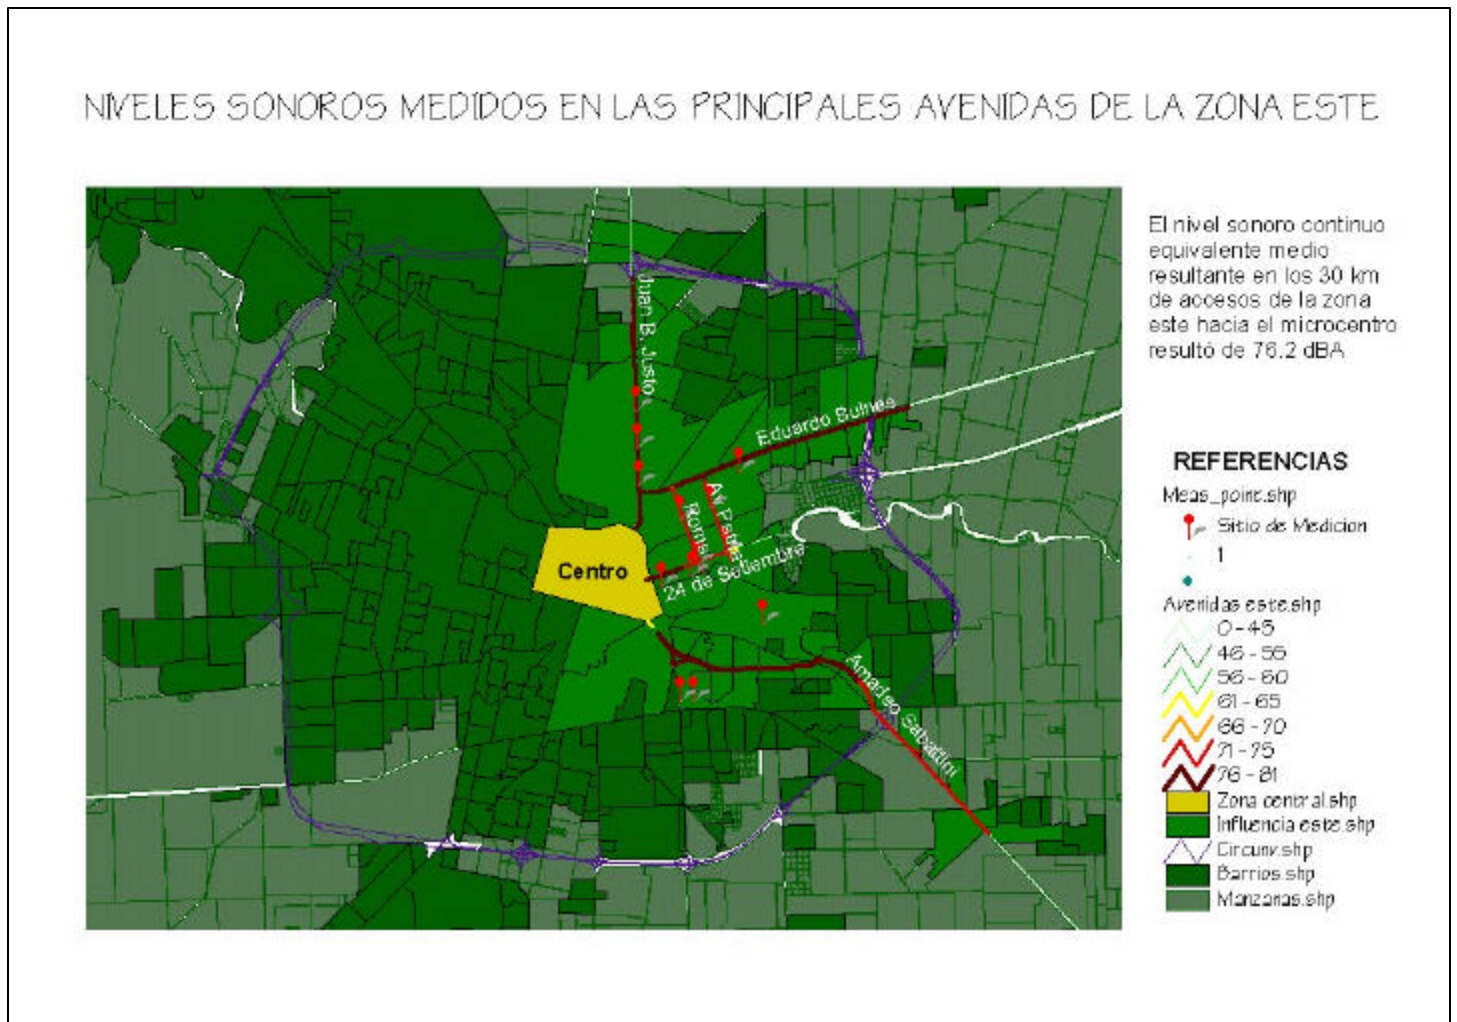 NIVELES SONOROS MEDIDOS EN LAS PRINCIPALES AVENIDAS DE LA ZONA ESTE
El nivel sonoro continuo
equivalente medio
resultante en los 30 km
de accesos de la zona
este hacia el microcentro
resultó de 76.2 dBA
Juan B. Justo
Eduardo Bulnes
Av Patria
Roma
24 de Setiembre
Centro
Amadeo Sabattini
REFERENCIAS
Meas_point.shp
Sitio de Medicion
1
Avenidas este.shp
0 - 45
46 - 55
56 - 60
61 - 65
66 - 70
71 - 75
76 - 81
Zona central.shp
Influencia este.shp
Circunv.shp
Barrios.shp
Manzanas.shp